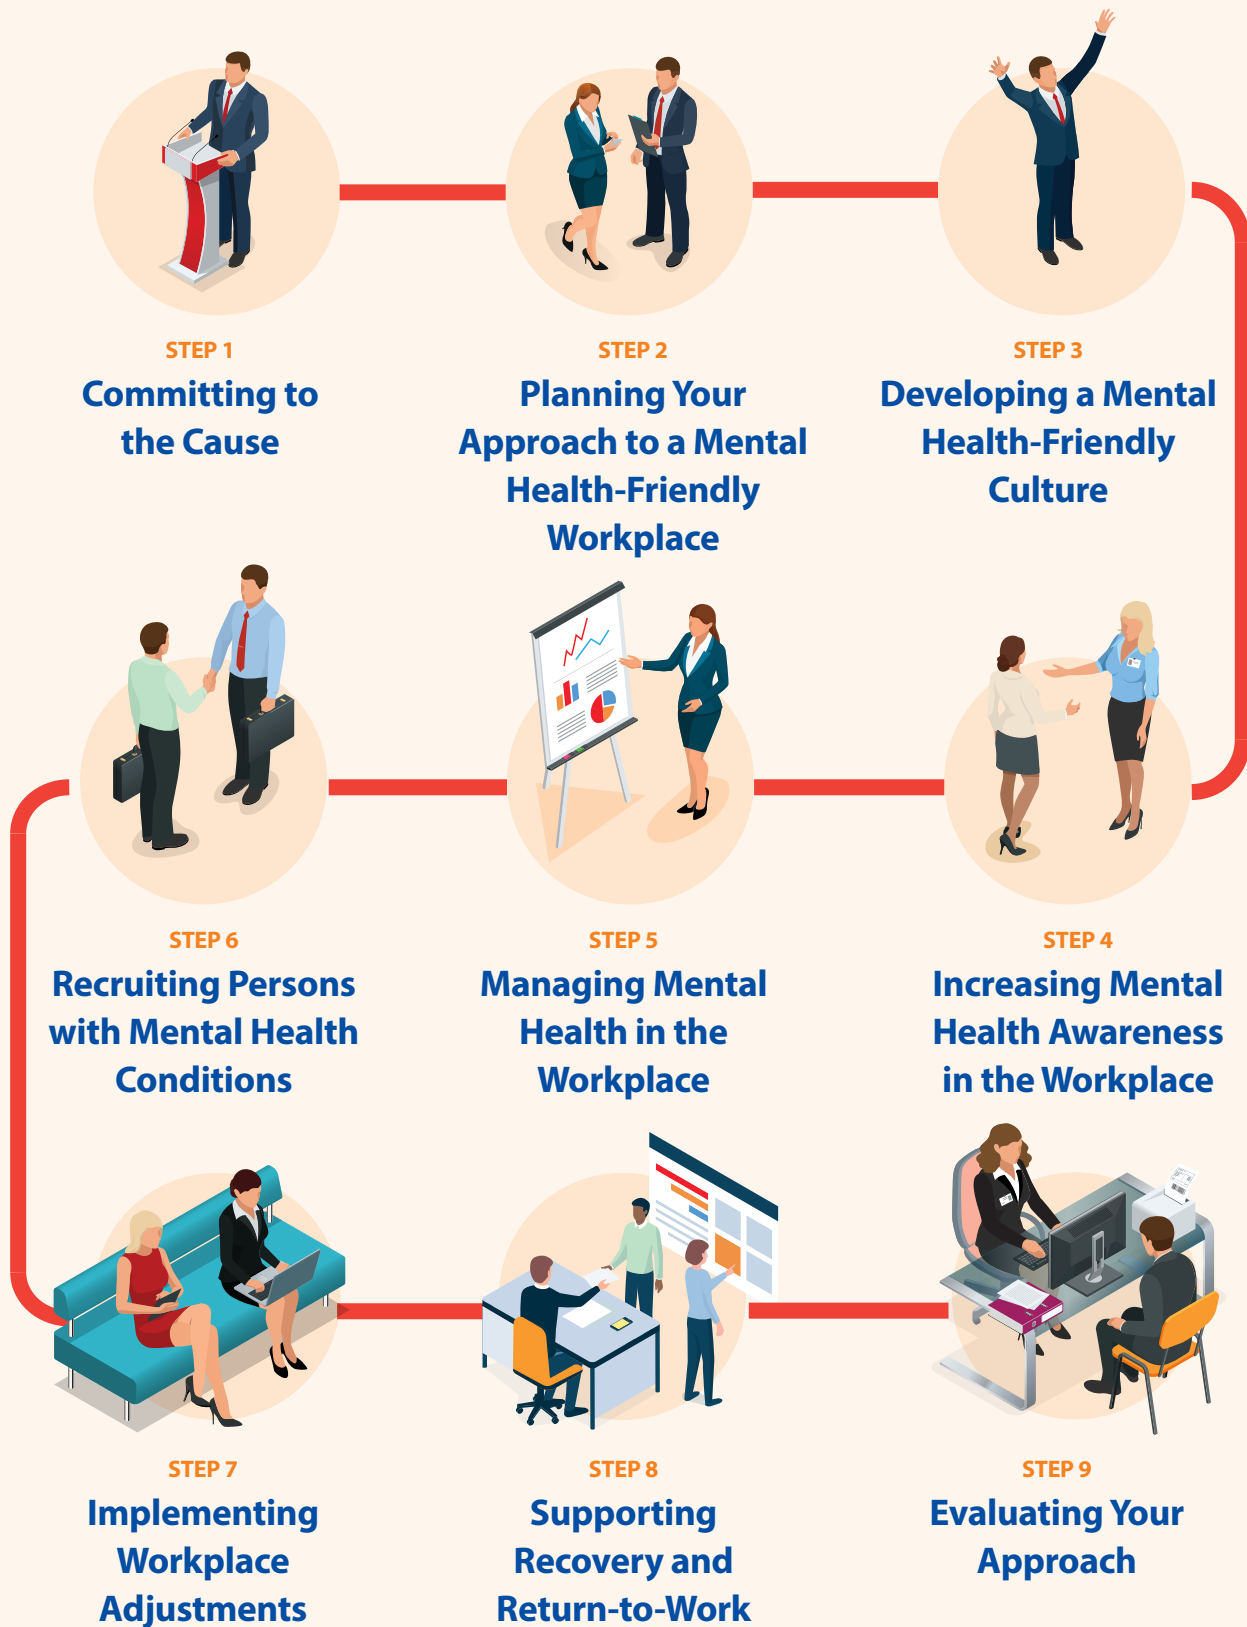 STEP 1
Committing to
the Cause
STEP 2
Planning Your
Approach to a Mental
Health-Friendly
Workplace
STEP 3
Developing a Mental
Health-Friendly
Culture
STEP 4
Increasing Mental
Health Awareness
in the Workplace
STEP 5
Managing Mental
Health in the
Workplace
STEP 6
Recruiting Persons
with Mental Health
Conditions
STEP 7
Implementing
Workplace
Adjustments
STEP 8
Supporting
Recovery and
Return-to-Work
STEP 9
Evaluating Your
Approach